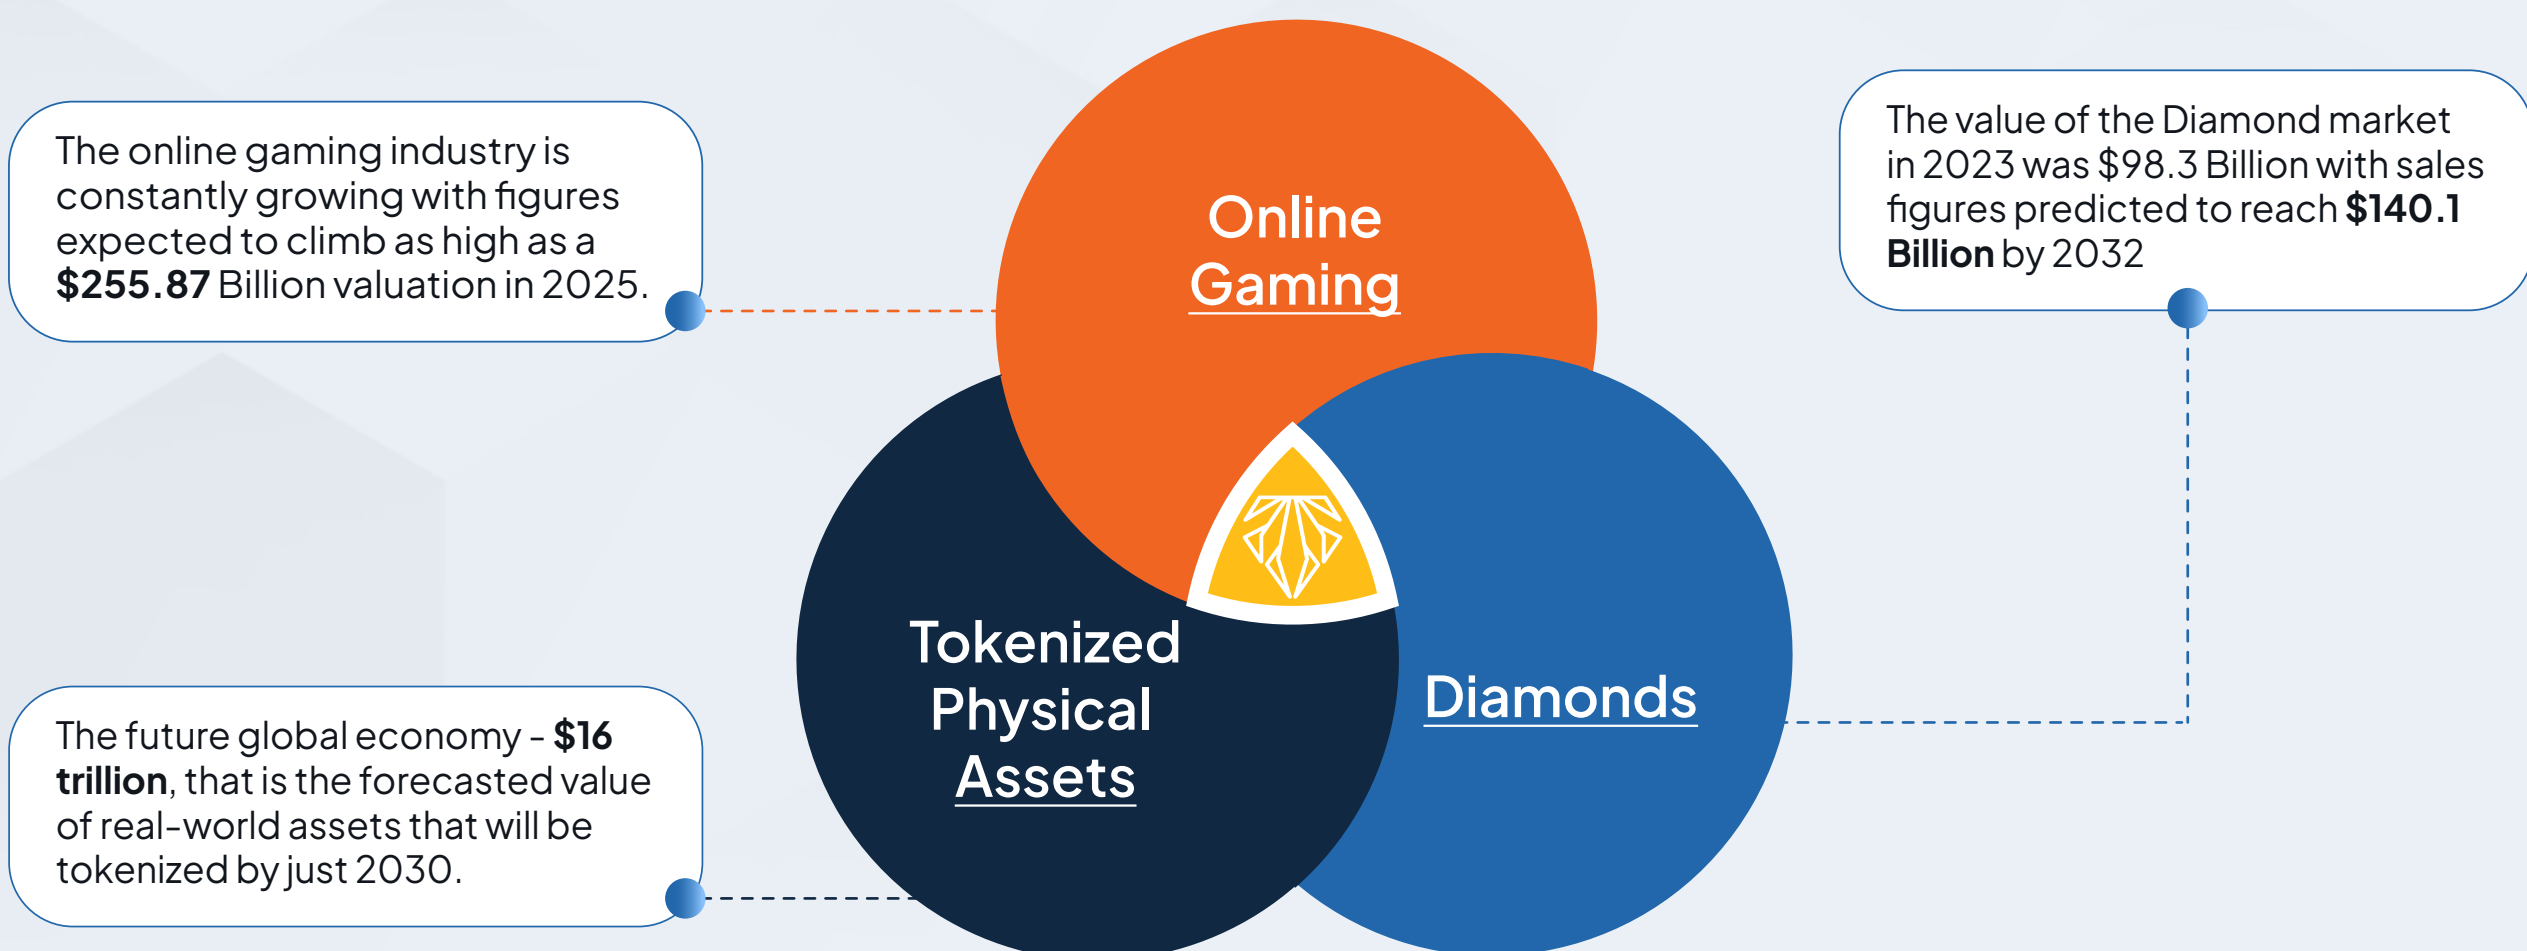 The online gaming industry is
constantly growing with figures
expected to climb as high as a
$255.87 Billion valuation in 2025.
Online
Gaming
The value of the Diamond market
in 2023 was $98.3 Billion with sales
figures predicted to reach $140.1
Billion by 2032
Tokenized
Physical
Assets
Diamonds
The future global economy - $16
trillion, that is the forecasted value
of real-world assets that will be
tokenized by just 2030.